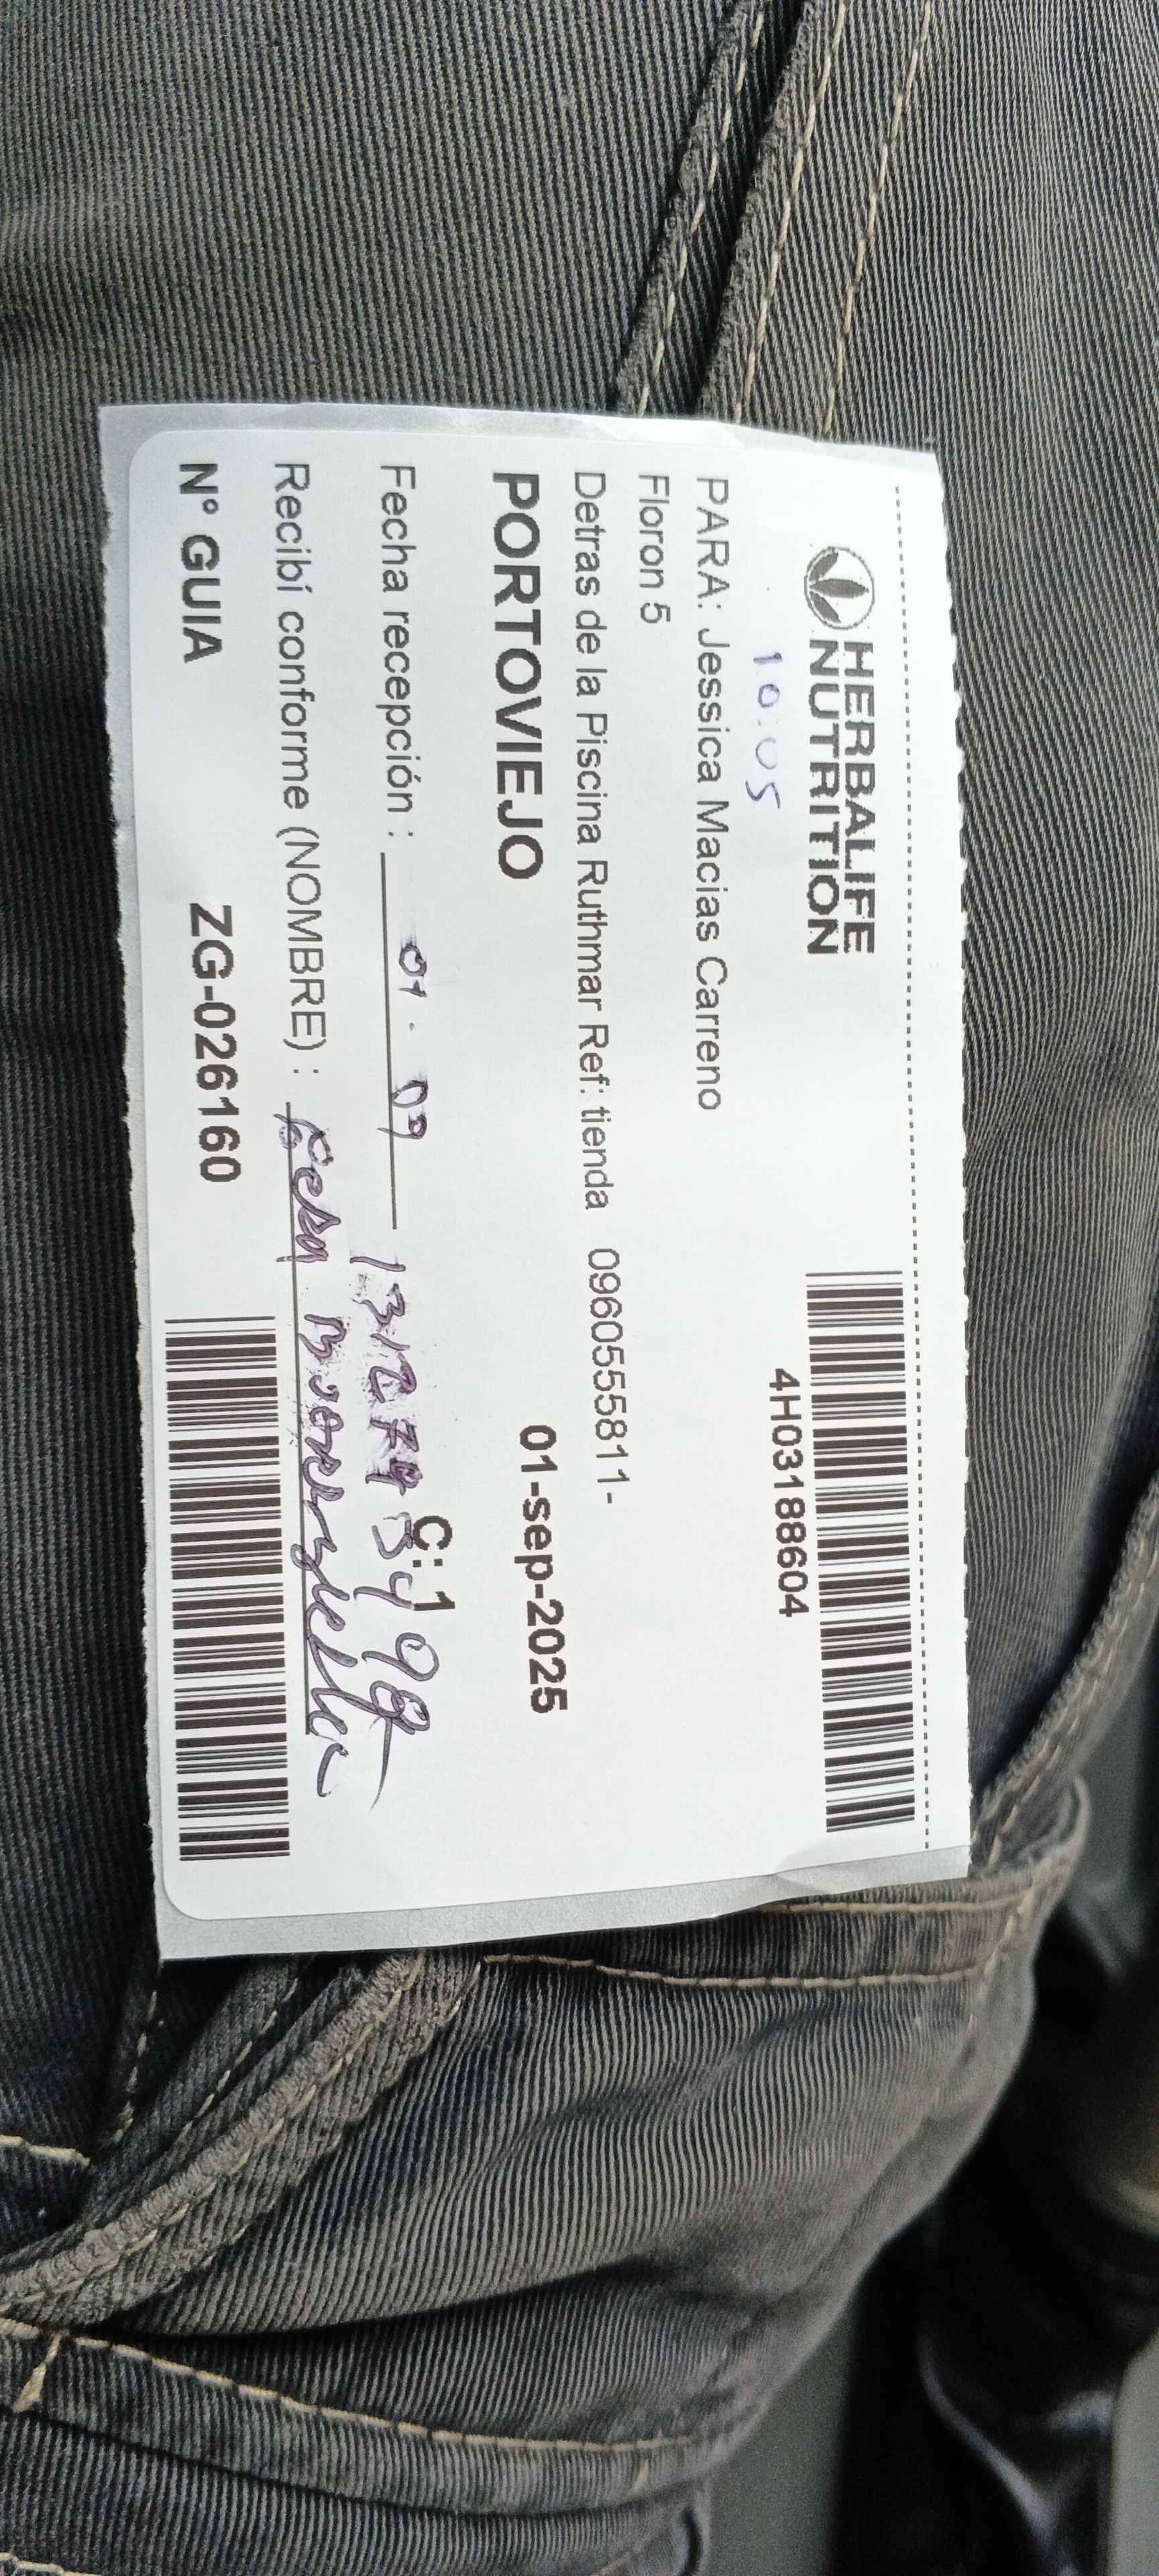 HERBALIFE
NUTRITION
10:05
4H03188604
PARA: Jessica Macias Carreno
Floron 5
Detras de la Piscina Ruthmar Ref: tienda 0960555811-
PORTOVIEJO 01-sep-2025
C:1
Fecha recepción : 01. 09
Recibí conforme (NOMBRE) :
Nº GUIA ZG-026160